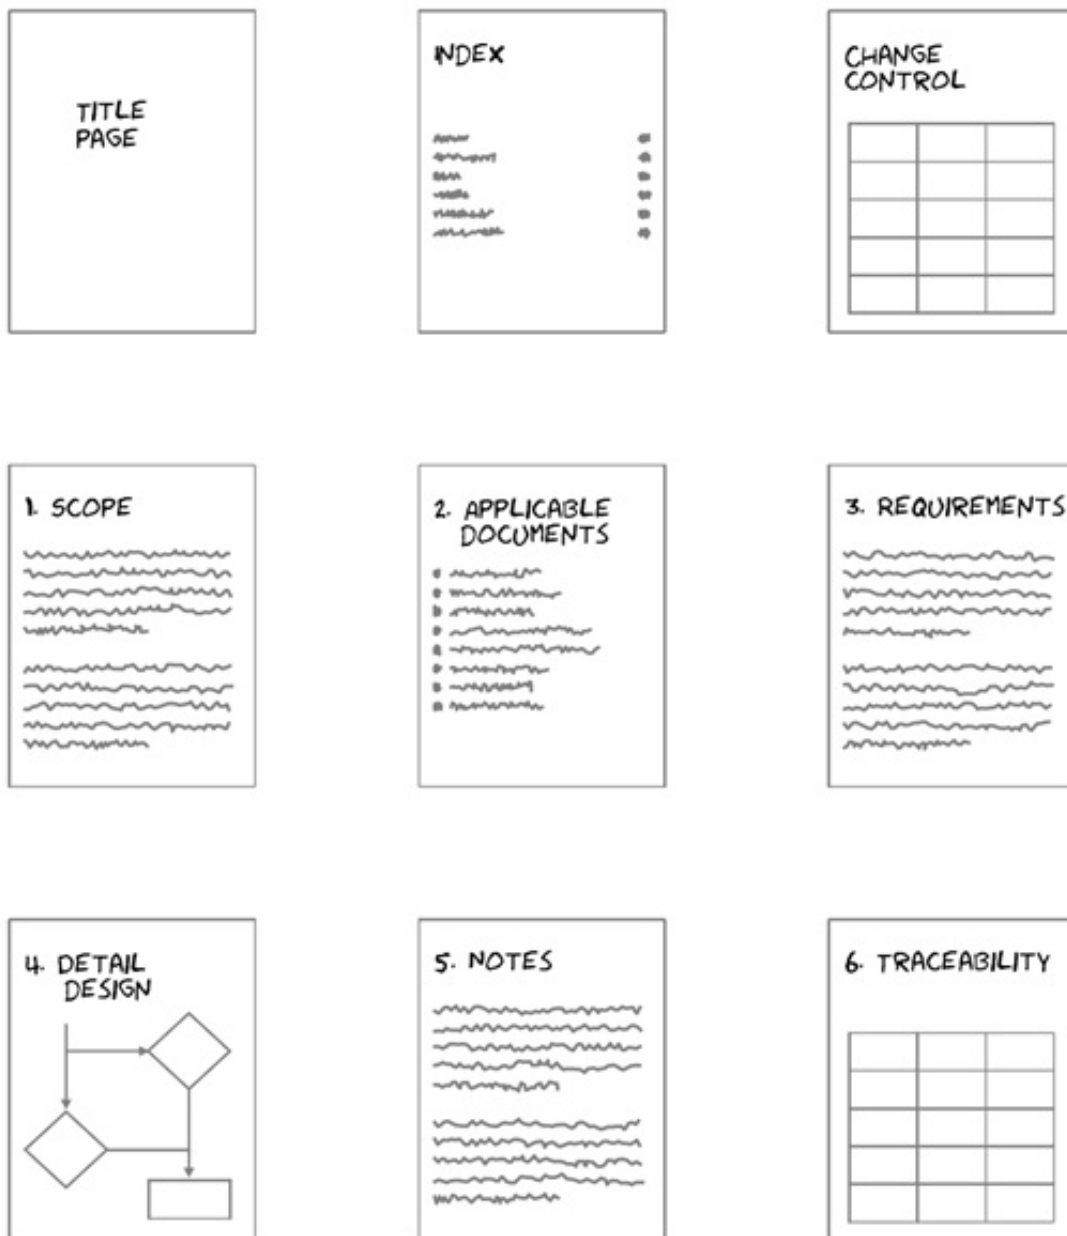 TITLE
PAGE
INDEX
CHANGE
CONTROL
1. SCOPE
2. APPLICABLE
DOCUMENTS
3. REQUIREMENTS
4. DETAIL
DESIGN
5. NOTES
6. TRACEABILITY